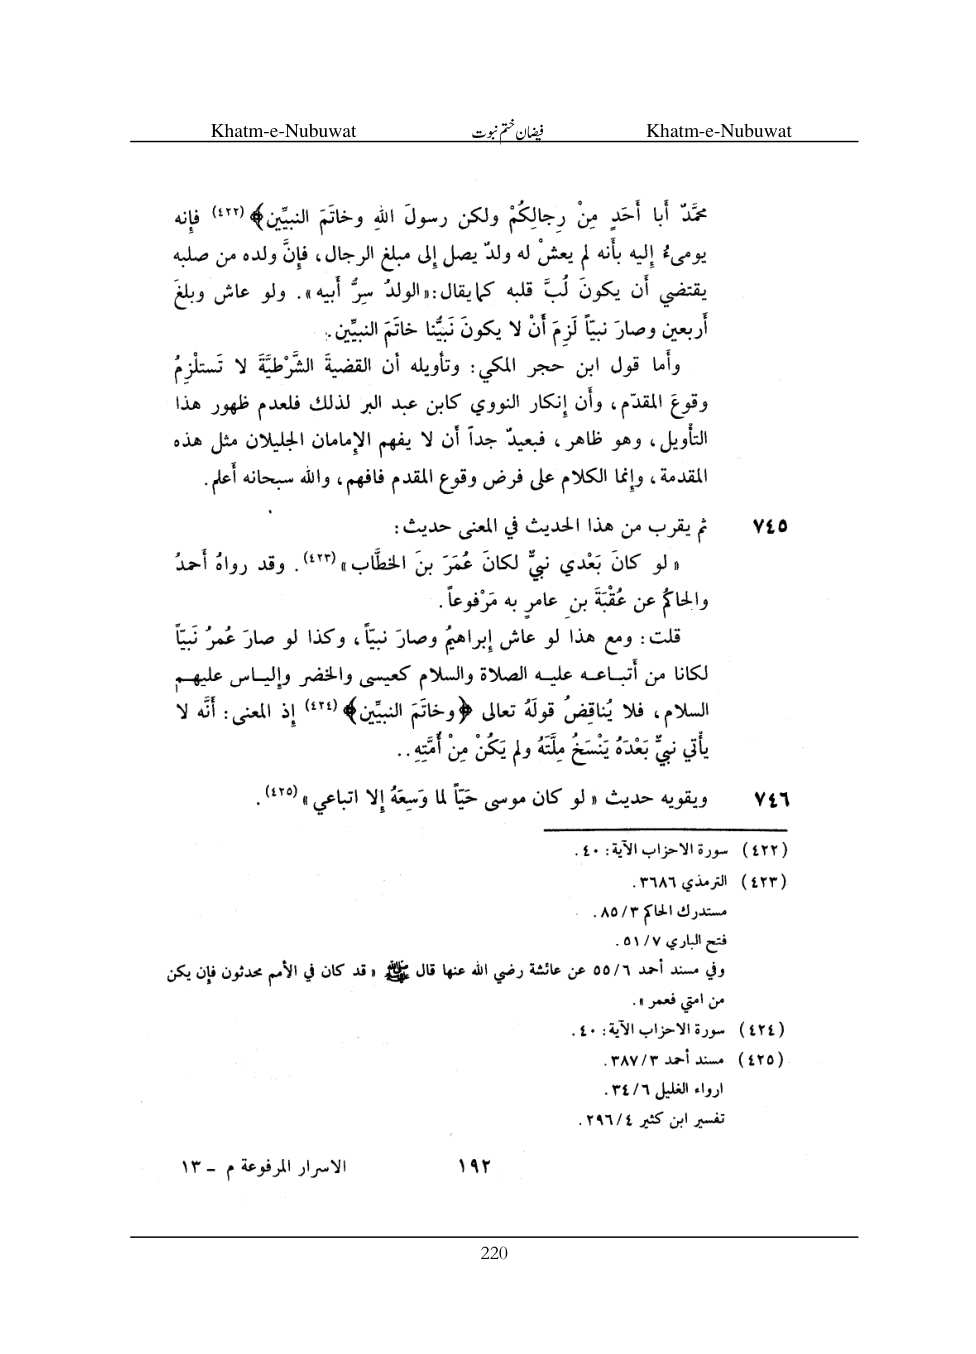 Khatm-e-Nubuwat فیضان ختم نبوت Khatm-e-Nubuwat
محمَّدٌ أبا أَحَدٍ مِنْ رِجالِكُمْ ولكن رسولَ اللهِ وخاتَمَ النبيِّين﴾ (٤٢٢) فإنه
يومىءُ إليه بأنه لم يعشْ له ولدٌ يصل إلى مبلغ الرجال، فإنَّ ولده من صلبه
يقتضي أن يكونَ لُبَّ قلبه كما يقال: «الولدُ سِرُّ أبيه». ولو عاش وبلغَ
أربعين وصارَ نبيّاً لَزِمَ أنْ لا يكونَ نَبيُّنا خاتَمَ النبيِّين.
وأما قول ابن حجر المكي: وتأويله أن القضيةَ الشَّرْطيَّةَ لا تَستلْزِمُ
وقوعَ المقدّم، وأن إنكار النووي كابن عبد البر لذلك فلعدم ظهور هذا
التأويل، وهو ظاهر، فبعيدٌ جداً أن لا يفهم الإمامان الجليلان مثل هذه
المقدمة، وإنما الكلام على فرض وقوع المقدم فافهم، والله سبحانه أعلم.
٧٤٥ ثم يقرب من هذا الحديث في المعنى حديث:
«لو كانَ بَعْدي نبيٌّ لكانَ عُمَرَ بنَ الخطَّاب» (٤٢٣). وقد رواهُ أحمدُ
والحاكمُ عن عُقْبَةَ بنِ عامرٍ به مَرْفوعاً.
قلت: ومع هذا لو عاش إبراهيمُ وصارَ نبيّاً، وكذا لو صارَ عُمرُ نَبيّاً
لكانا من أتباعه عليه الصلاة والسلام كعيسى والخضر وإلياس عليهم
السلام، فلا يُناقِضُ قولَهُ تعالى ﴿وخاتَمَ النبيِّين﴾ (٤٢٤) إذ المعنى: أنَّه لا
يأتي نبيٌّ بَعْدَهُ يَنْسَخُ مِلَّتَهُ ولم يَكُنْ مِنْ أُمَّتِهِ..
٧٤٦ ويقويه حديث «لو كان موسى حَيّاً لما وَسِعَهُ إلا اتباعي» (٤٢٥).
(٤٢٢) سورة الاحزاب الآية: ٤٠.
(٤٢٣) الترمذي ٣٦٨٦.
مستدرك الحاكم ٣/٨٥.
فتح الباري ٧/٥١.
وفي مسند أحمد ٦/٥٥ عن عائشة رضي الله عنها قال ﷺ «قد كان في الأمم محدثون فإن يكن
من امتي فعمر».
(٤٢٤) سورة الاحزاب الآية: ٤٠.
(٤٢٥) مسند أحمد ٣/٣٨٧.
ارواء الغليل ٦/٣٤.
تفسير ابن كثير ٤/٢٩٦.
١٩٢ الاسرار المرفوعة م - ١٣
220